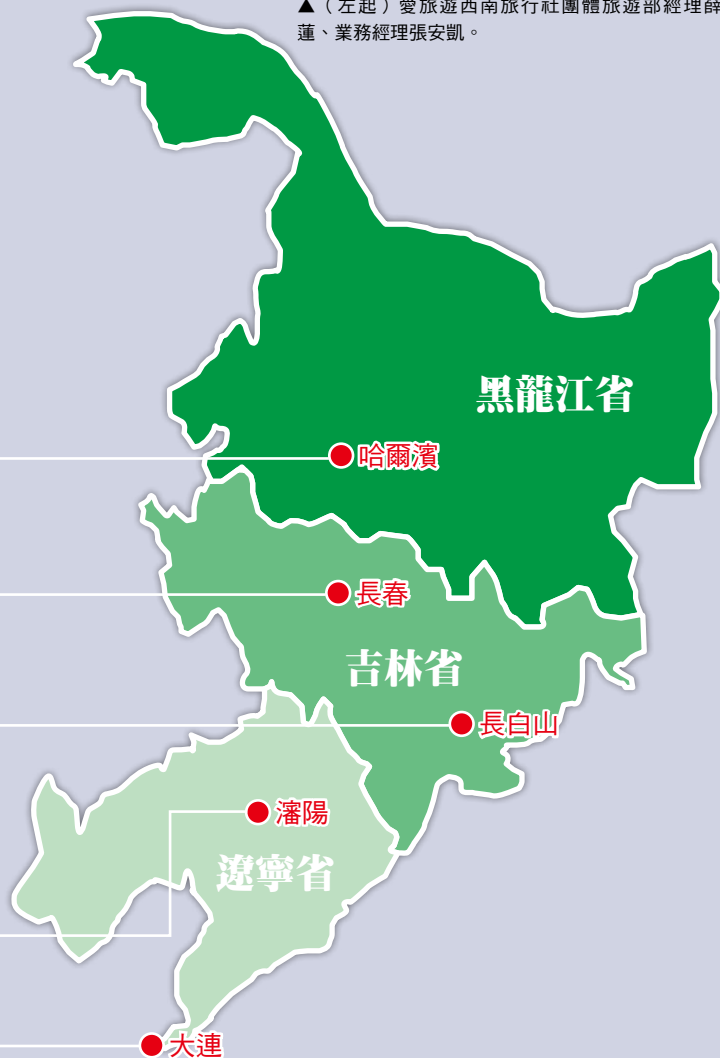 ▲（左起）愛旅遊西南旅行社團體旅遊部經理薛
蓮、業務經理張安凱。
黑龍江省
哈爾濱
長春
吉林省
長白山
瀋陽
遼寧省
大連